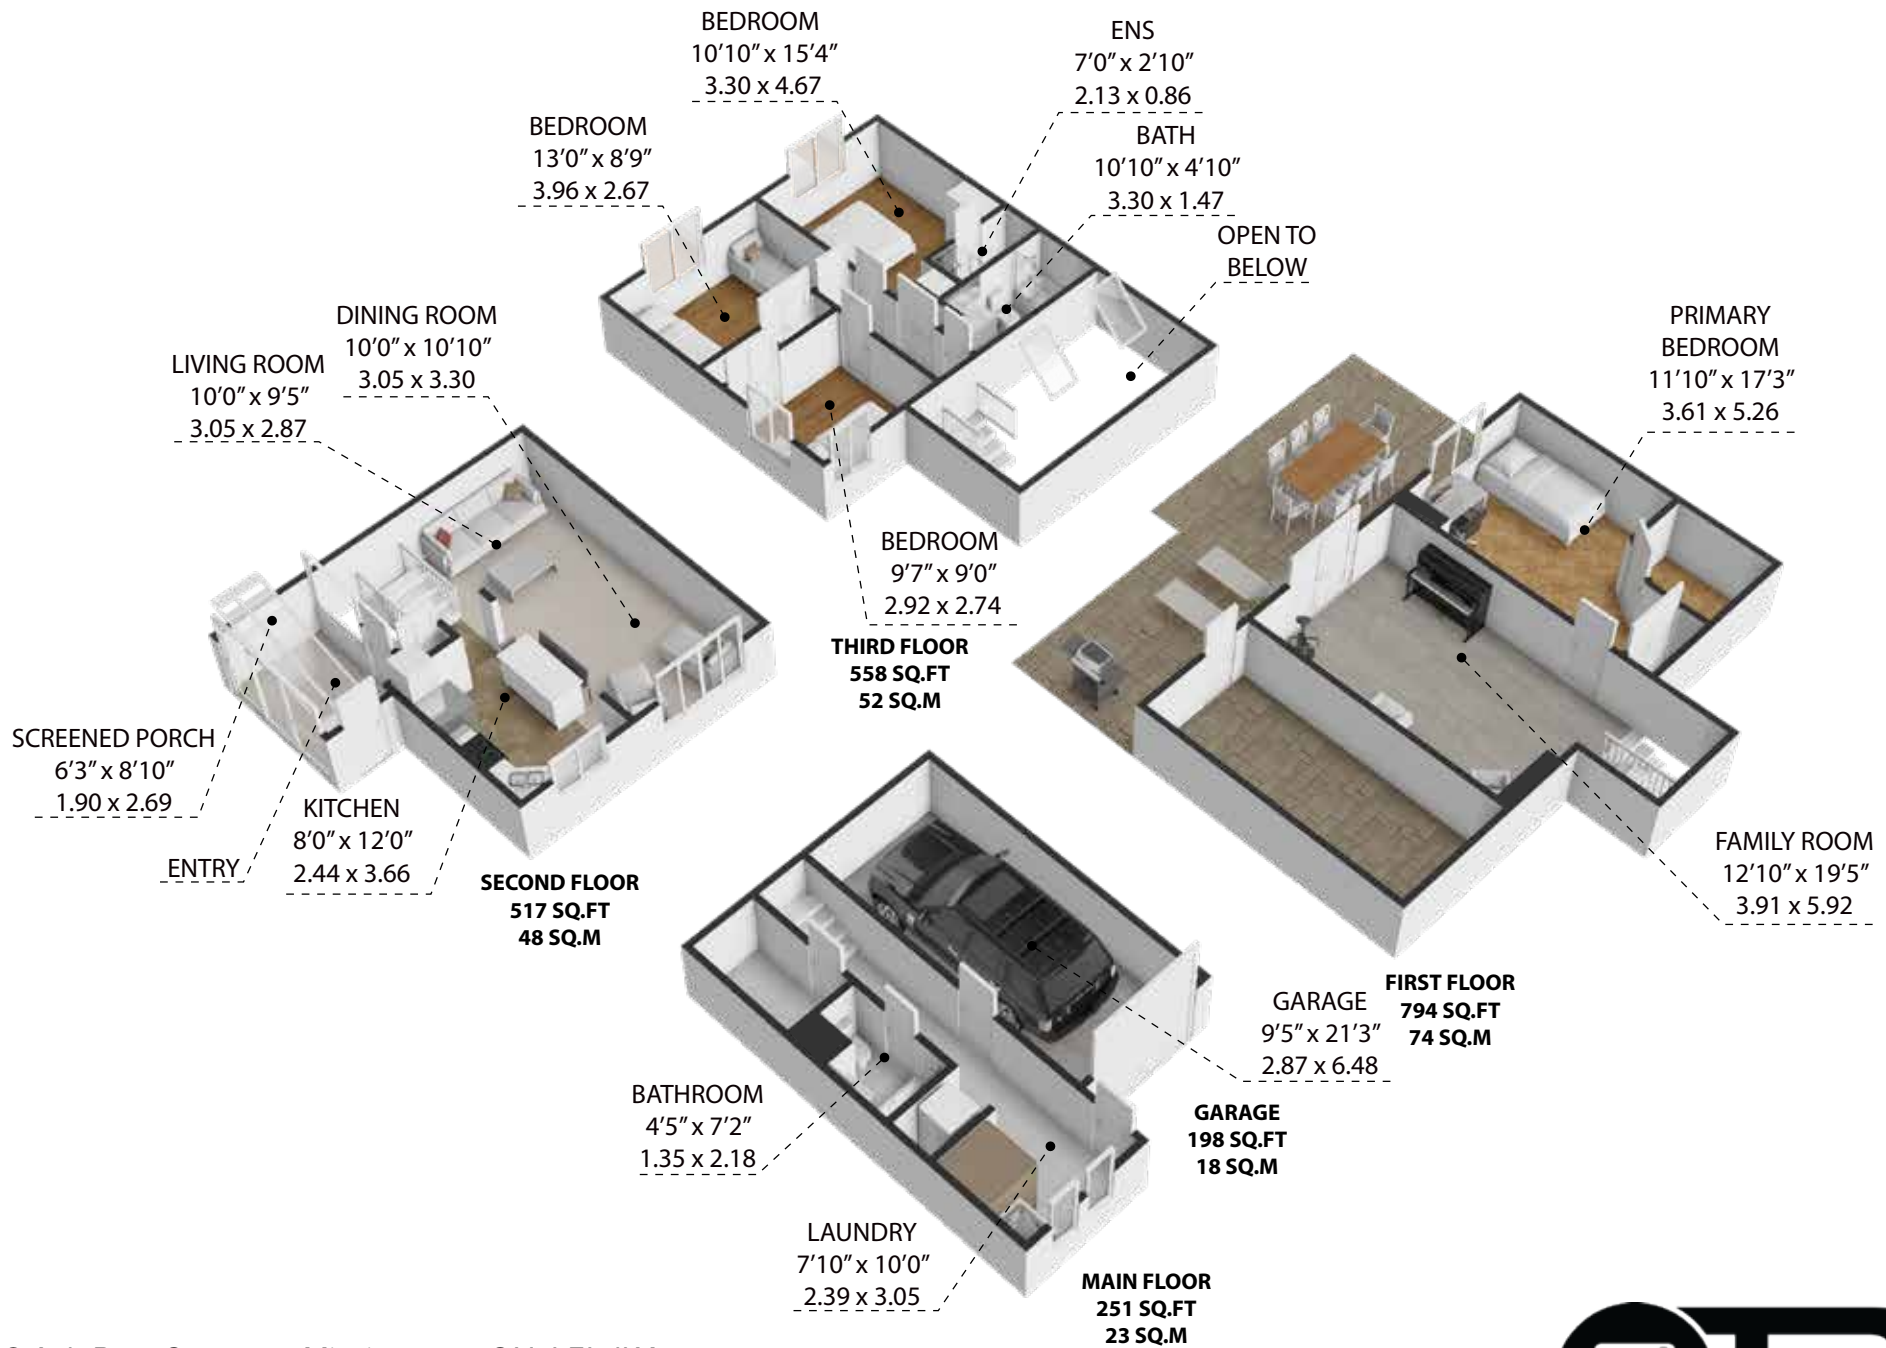 BEDROOM
10'10" x 15'4"
3.30 x 4.67
ENS
7'0" x 2'10"
2.13 x 0.86
BEDROOM
13'0" x 8'9"
3.96 x 2.67
BATH
10'10" x 4'10"
3.30 x 1.47
OPEN TO
BELOW
DINING ROOM
10'0" x 10'10"
3.05 x 3.30
LIVING ROOM
10'0" x 9'5"
3.05 x 2.87
PRIMARY
BEDROOM
11'10" x 17'3"
3.61 x 5.26
BEDROOM
9'7" x 9'0"
2.92 x 2.74
THIRD FLOOR
558 SQ.FT
52 SQ.M
SCREENED PORCH
6'3" x 8'10"
1.90 x 2.69
ENTRY
KITCHEN
8'0" x 12'0"
2.44 x 3.66
SECOND FLOOR
517 SQ.FT
48 SQ.M
FAMILY ROOM
12'10" x 19'5"
3.91 x 5.92
FIRST FLOOR
794 SQ.FT
74 SQ.M
GARAGE
9'5" x 21'3"
2.87 x 6.48
GARAGE
198 SQ.FT
18 SQ.M
BATHROOM
4'5" x 7'2"
1.35 x 2.18
LAUNDRY
7'10" x 10'0"
2.39 x 3.05
MAIN FLOOR
251 SQ.FT
23 SQ.M